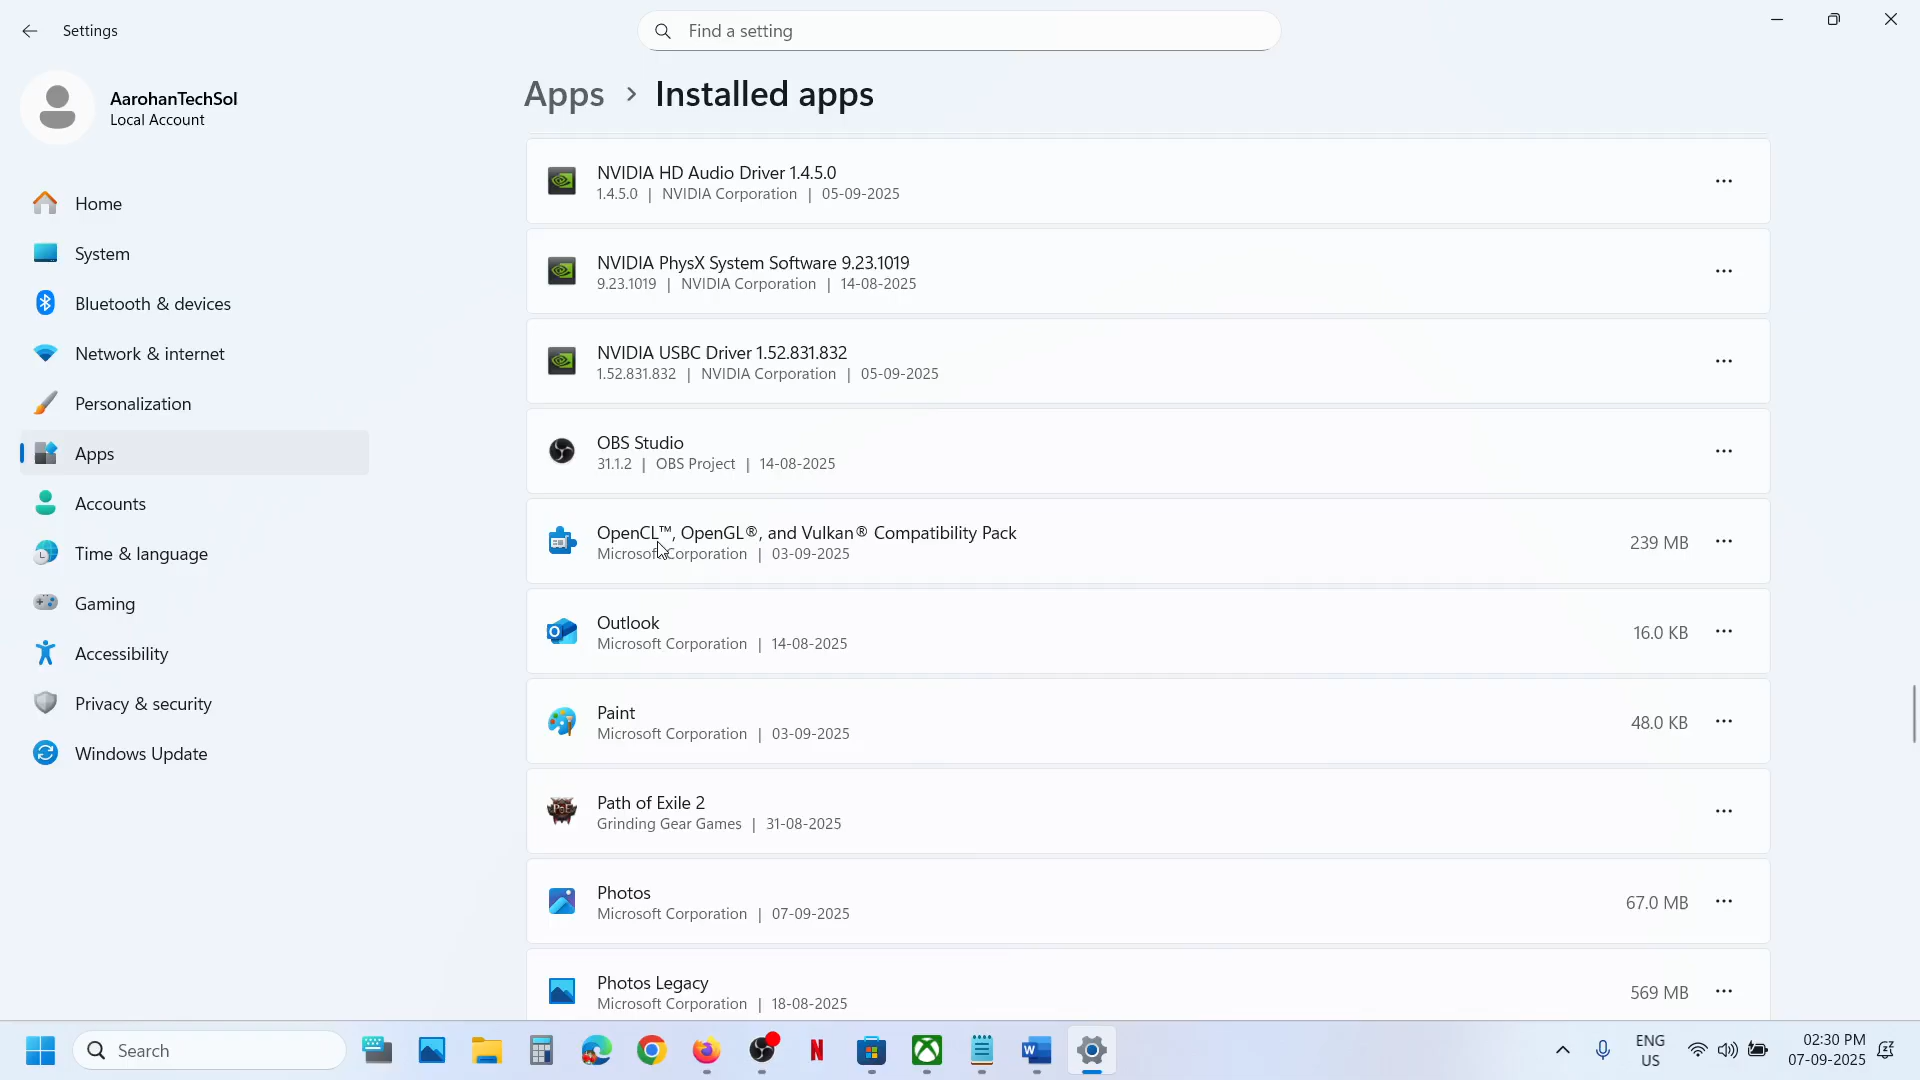 Settings
Find a setting
AarohanTechSol
Local Account
Home
System
Bluetooth & devices
Network & internet
Personalization
Apps
Accounts
Time & language
Gaming
Accessibility
Privacy & security
Windows Update
Apps > Installed apps
NVIDIA HD Audio Driver 1.4.5.0
1.4.5.0 | NVIDIA Corporation | 05-09-2025
NVIDIA PhysX System Software 9.23.1019
9.23.1019 | NVIDIA Corporation | 14-08-2025
NVIDIA USBC Driver 1.52.831.832
1.52.831.832 | NVIDIA Corporation | 05-09-2025
OBS Studio
31.1.2 | OBS Project | 14-08-2025
OpenCL™, OpenGL®, and Vulkan® Compatibility Pack
Microsoft Corporation | 03-09-2025
239 MB
Outlook
Microsoft Corporation | 14-08-2025
16.0 KB
Paint
Microsoft Corporation | 03-09-2025
48.0 KB
Path of Exile 2
Grinding Gear Games | 31-08-2025
Photos
Microsoft Corporation | 07-09-2025
67.0 MB
Photos Legacy
Microsoft Corporation | 18-08-2025
569 MB
Search
ENG
US
02:30 PM
07-09-2025